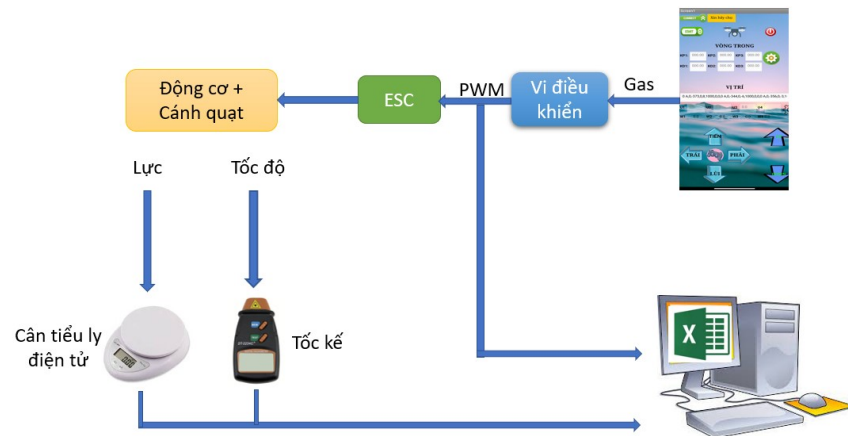 Động cơ +
Cánh quạt
ESC
PWM
Vi điều
khiển
Gas
VÒNG TRONG
VỊ TRÍ
TRÁI
PHẢI
Lực
Tốc độ
Cân tiểu ly
điện tử
Tốc kế
X